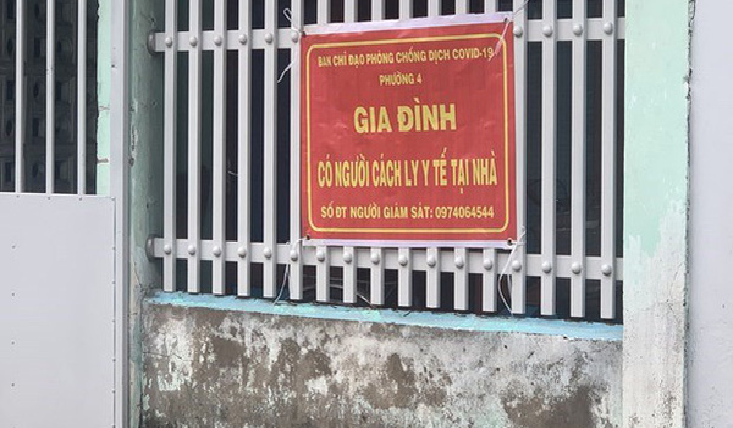 BAN CHỈ ĐẠO PHÒNG CHỐNG DỊCH COVID-19
PHƯỜNG 4
GIA ĐÌNH
CÓ NGƯỜI CÁCH LY Y TẾ TẠI NHÀ
SỐ ĐT NGƯỜI GIÁM SÁT: 0974064544